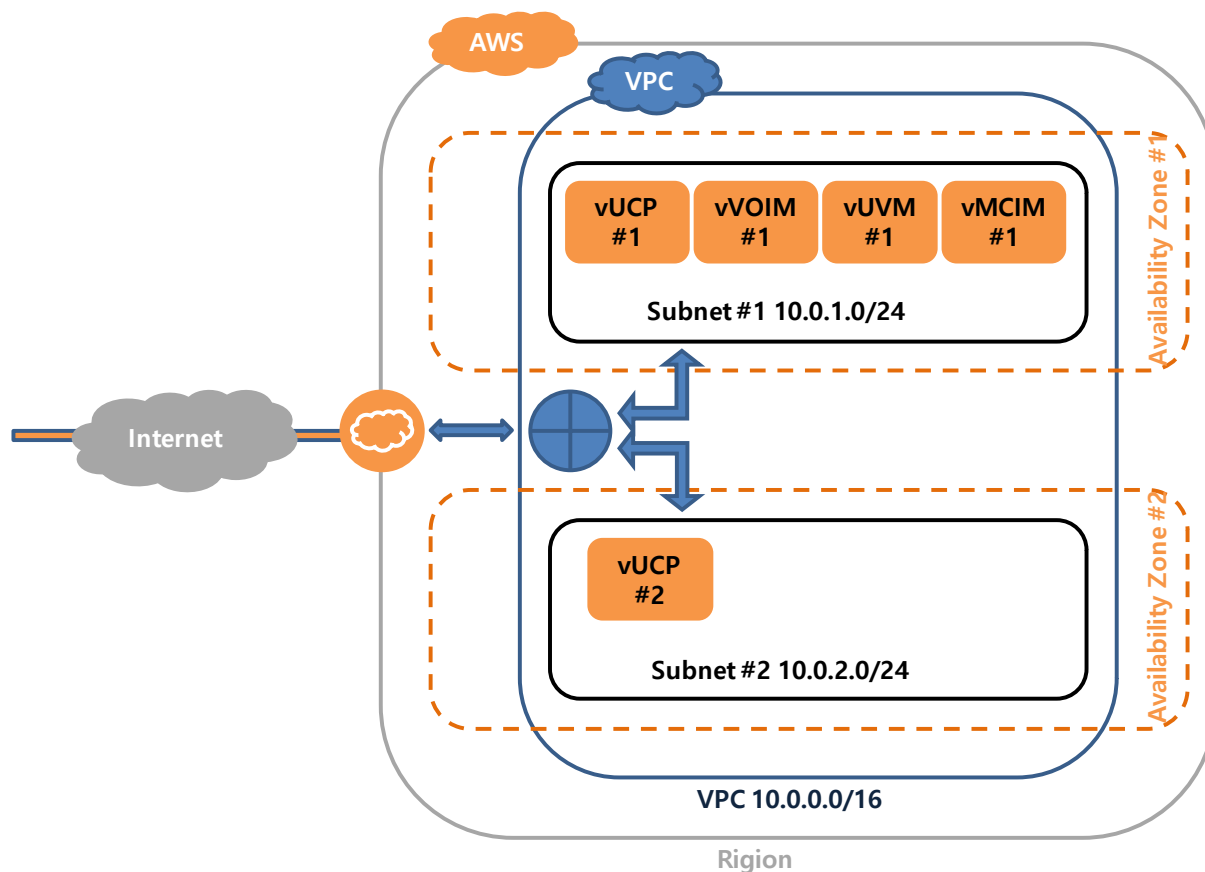 AWS
VPC
vUCP
#1
vVOIM
#1
vUVM
#1
vMCIM
#1
Subnet #1 10.0.1.0/24
Availability Zone #1
Internet
vUCP
#2
Subnet #2 10.0.2.0/24
Availability Zone #2
VPC 10.0.0.0/16
Rigion